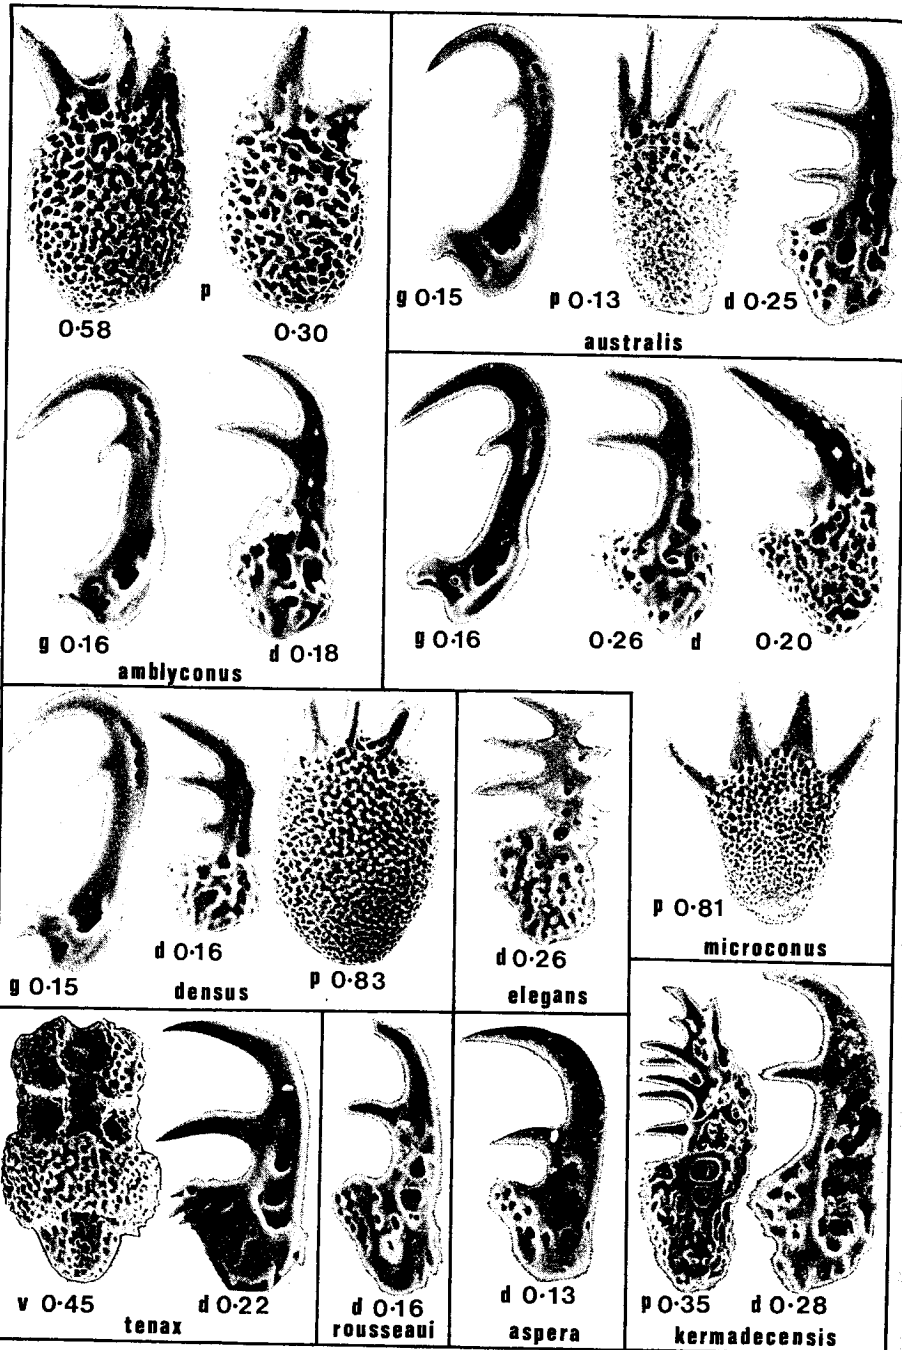 p
0·58
0·30
g 0·15
p 0·13
d 0·25
australis
g 0·16
d 0·18
amblyconus
g 0·16
0·26
d
0·20
p 0·81
microconus
g 0·15
d 0·16
p 0·83
densus
d 0·26
elegans
v 0·45
d 0·22
tenax
d 0·16
rousseaui
d 0·13
aspera
p 0·35
d 0·28
kermadecensis